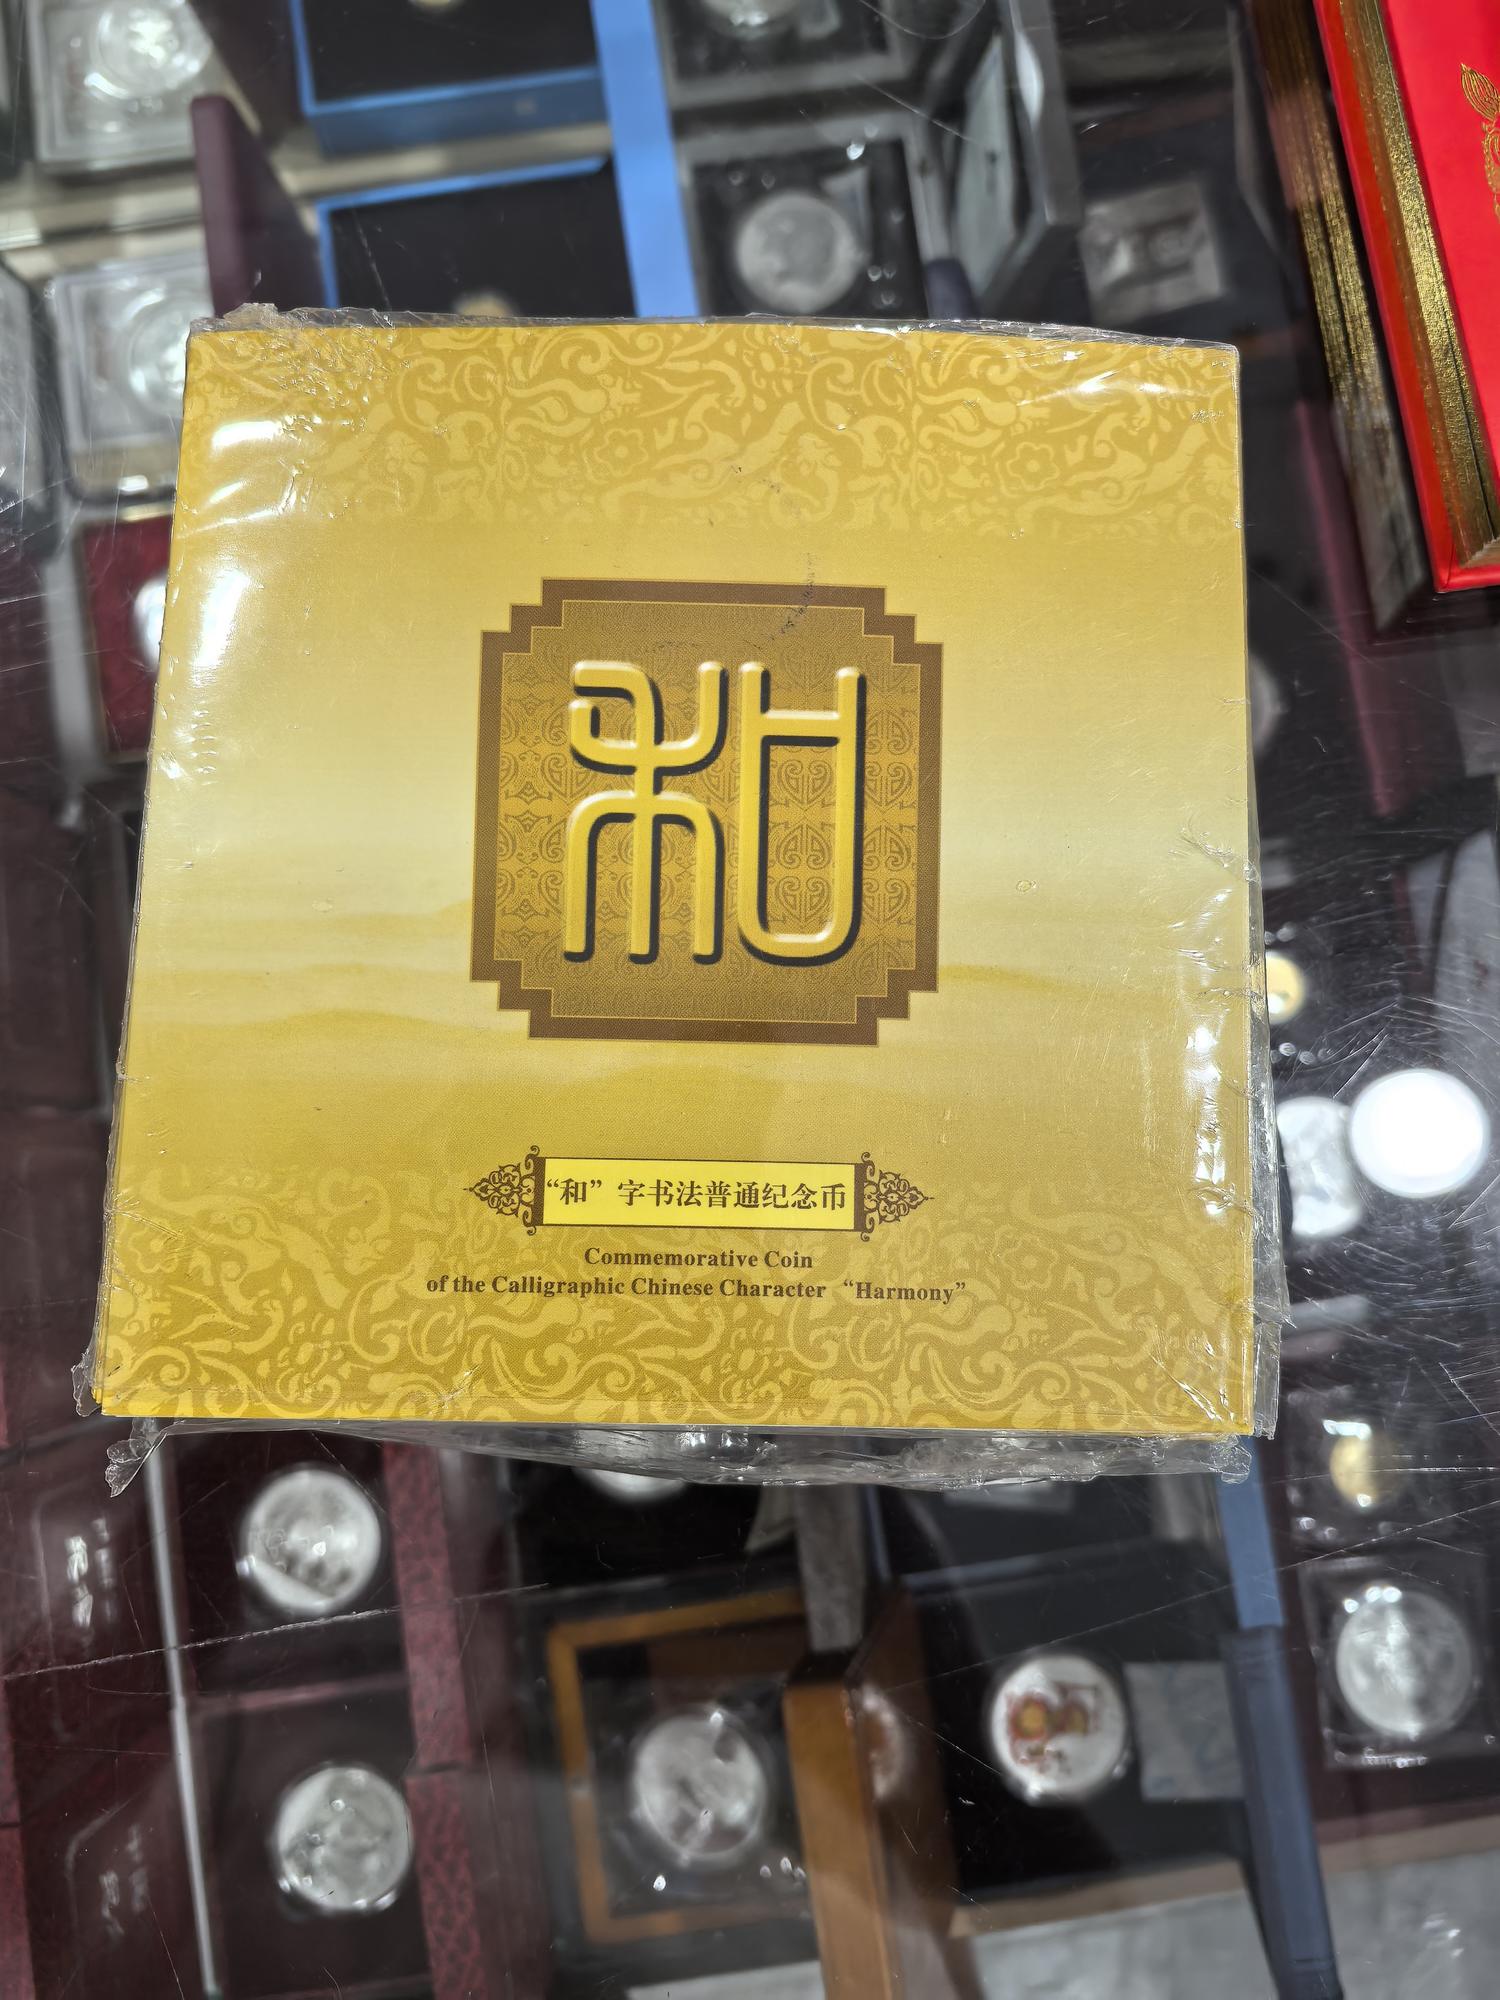 和
“和”字书法普通纪念币
Commemorative Coin
of the Calligraphic Chinese Character “Harmony”